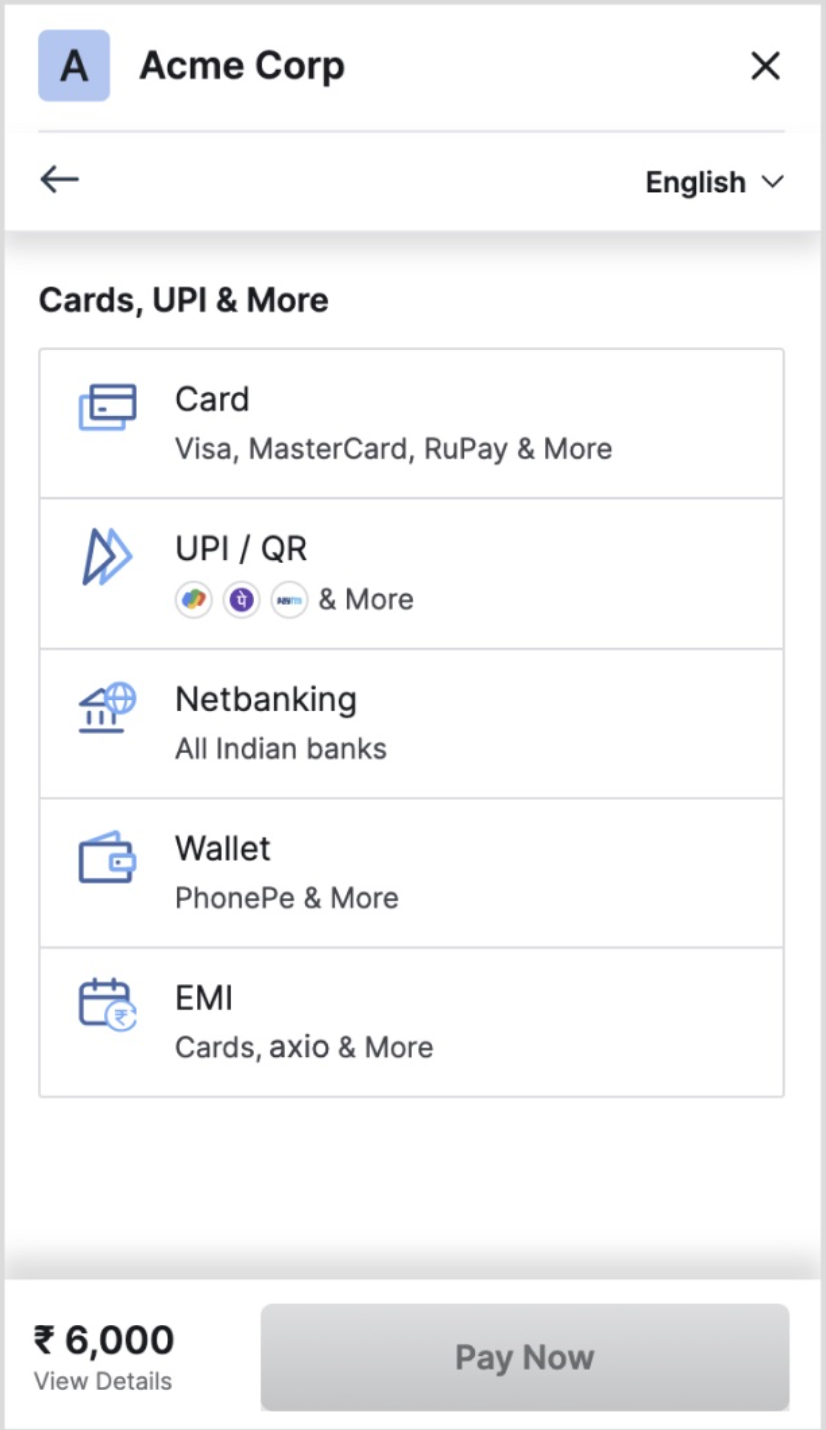 A
Acme Corp
English
Cards, UPI & More
Card
Visa, MasterCard, RuPay & More
UPI / QR
पे paytm & More
Netbanking
All Indian banks
Wallet
PhonePe & More
EMI
₹
Cards, axio & More
₹ 6,000
View Details
Pay Now